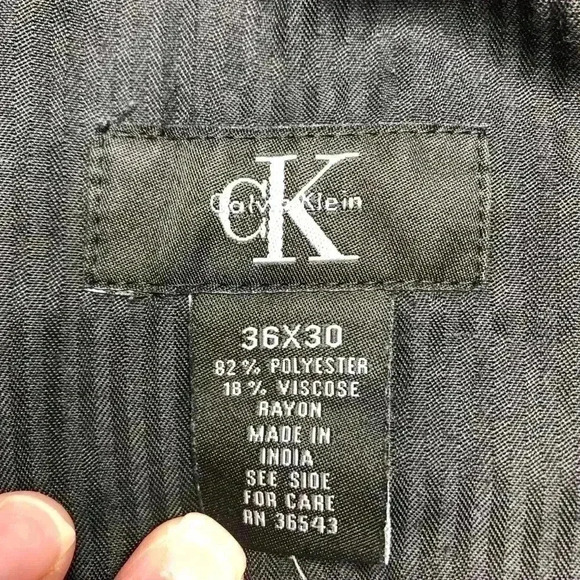 CK
Calvin Klein
36X30
82% POLYESTER
18% VISCOSE
RAYON
MADE IN
INDIA
SEE SIDE
FOR CARE
RN 36543